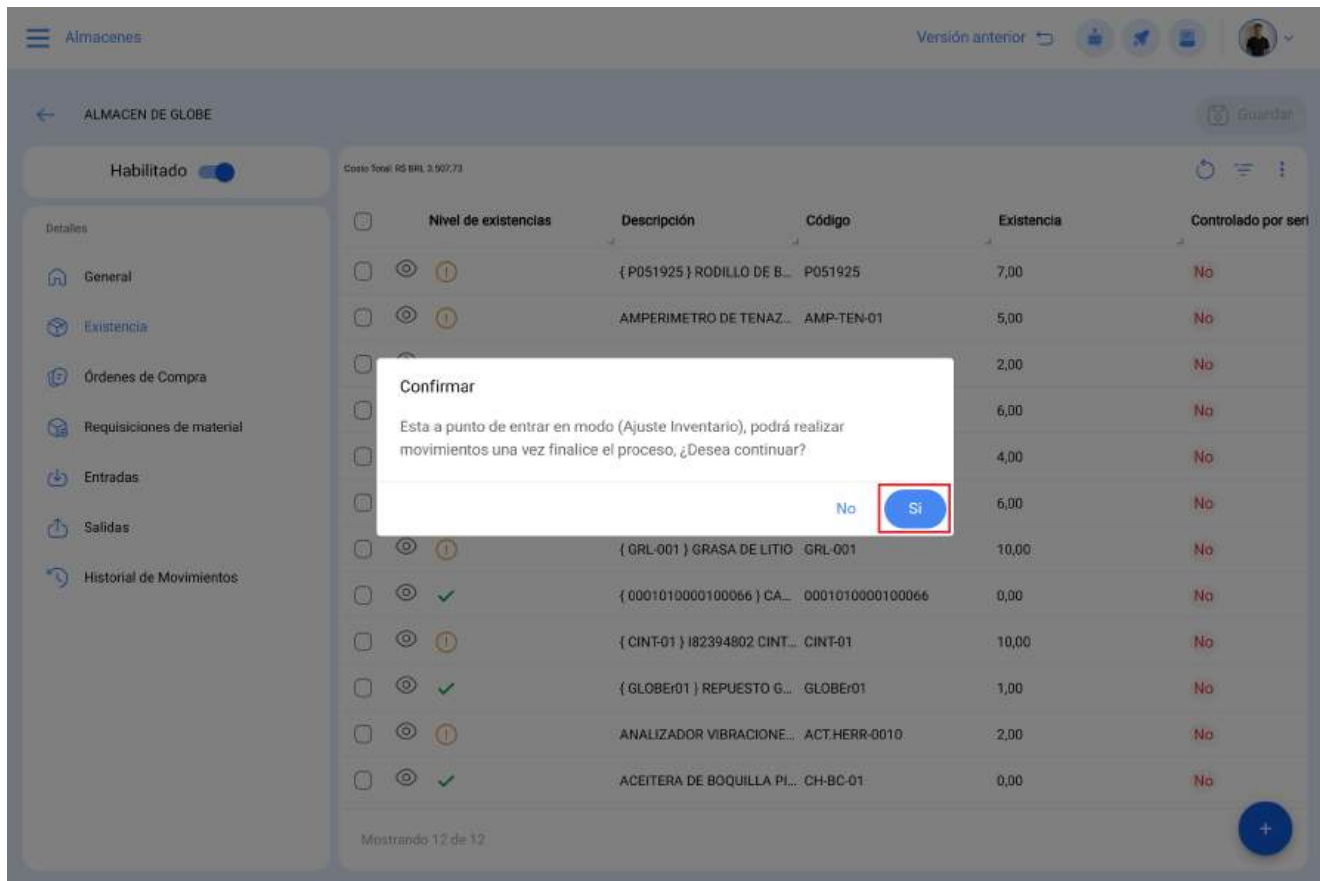 Almacenes
Versión anterior
ALMACEN DE GLOBE
Guardar
Habilitado
Costo Total: R$ BRL 3.507,73
Detalles
General
Existencia
Órdenes de Compra
Requisiciones de material
Entradas
Salidas
Historial de Movimientos
Nivel de existencias Descripción Código Existencia Controlado por seri
{ P051925 } RODILLO DE B... P051925 7,00 No
AMPERIMETRO DE TENAZ... AMP-TEN-01 5,00 No
2,00 No
6,00 No
4,00 No
6,00 No
Confirmar
Esta a punto de entrar en modo (Ajuste Inventario), podrá realizar
movimientos una vez finalice el proceso, ¿Desea continuar?
No Si
{ GRL-001 } GRASA DE LITIO GRL-001 10,00 No
{ 0001010000100066 } CA... 0001010000100066 0,00 No
{ CINT-01 } I82394802 CINT... CINT-01 10,00 No
{ GLOBEr01 } REPUESTO G... GLOBEr01 1,00 No
ANALIZADOR VIBRACIONE... ACT.HERR-0010 2,00 No
ACEITERA DE BOQUILLA PI... CH-BC-01 0,00 No
Mostrando 12 de 12